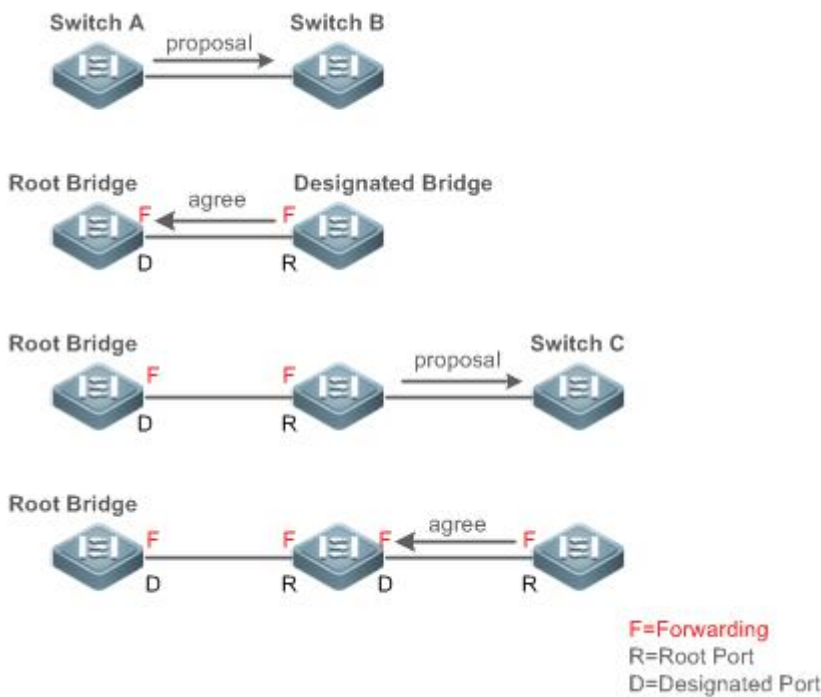 Switch A Switch B
proposal
Root Bridge Designated Bridge
agree
F F
D R
Root Bridge Switch C
proposal
F F
D R
Root Bridge
agree
F F F F
D R D R
F=Forwarding
R=Root Port
D=Designated Port